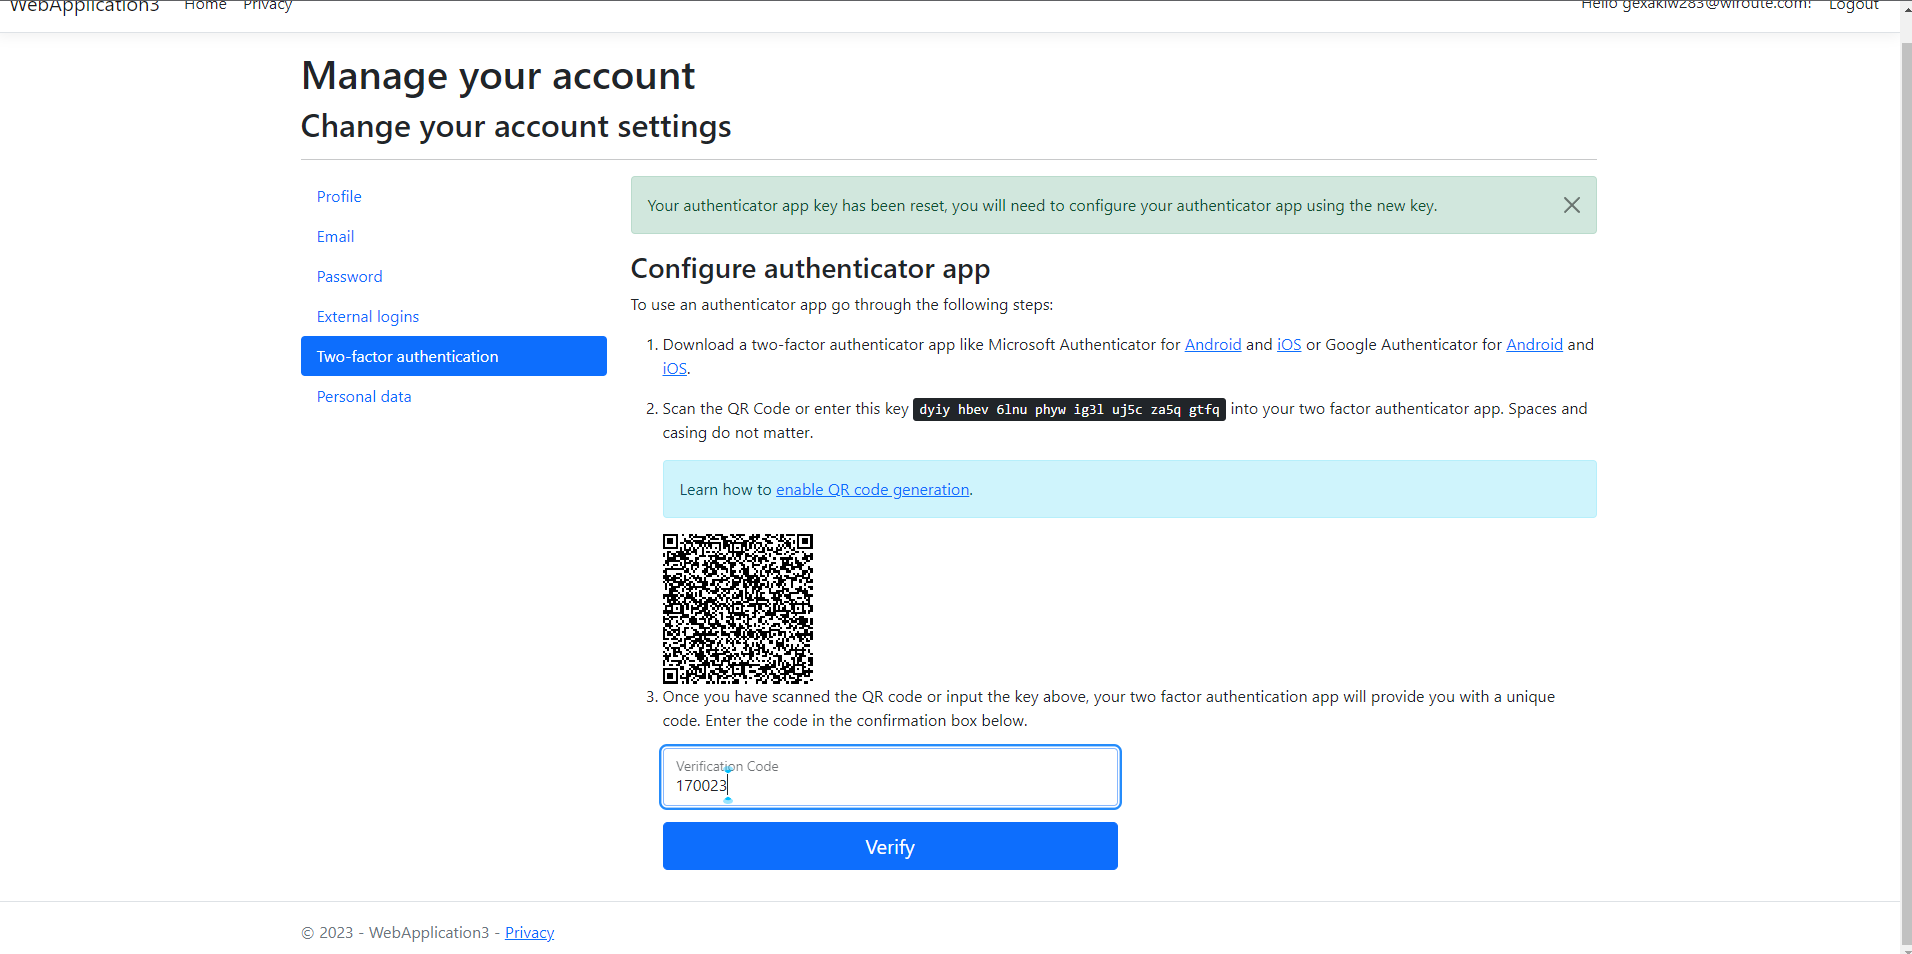 WebApplication3 Home Privacy Hello gexakiw283@wiroute.com! Logout
Manage your account
Change your account settings
Profile
Email
Password
External logins
Two-factor authentication
Personal data
Your authenticator app key has been reset, you will need to configure your authenticator app using the new key.
Configure authenticator app
To use an authenticator app go through the following steps:
1. Download a two-factor authenticator app like Microsoft Authenticator for Android and iOS or Google Authenticator for Android and
iOS.
2. Scan the QR Code or enter this key dyiy hbev 6lnu phyw ig3l uj5c za5q gtfq into your two factor authenticator app. Spaces and
casing do not matter.
Learn how to enable QR code generation.
3. Once you have scanned the QR code or input the key above, your two factor authentication app will provide you with a unique
code. Enter the code in the confirmation box below.
Verification Code
170023
Verify
© 2023 - WebApplication3 - Privacy